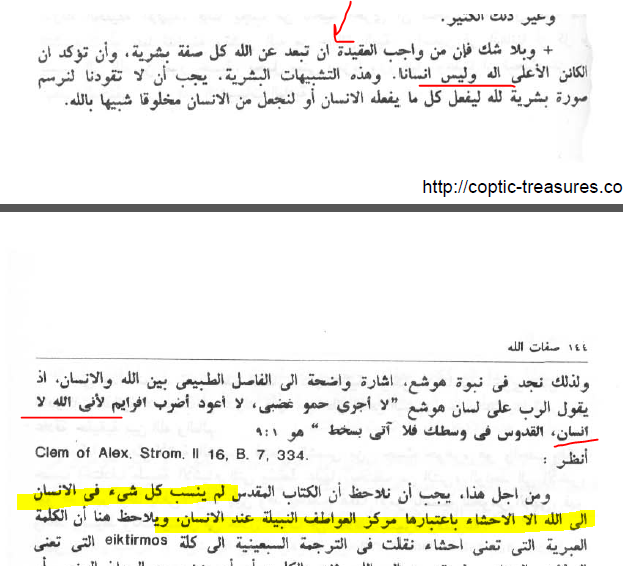 وغير ذلك الكثير.
+ وبلا شك فإن من واجب العقيدة ان تبعد عن الله كل صفة بشرية، وأن تؤكد ان
الكائن الأعلى اله وليس انسانا. وهذه التشبيهات البشرية. يجب أن لا تقودنا لنرسم
صورة بشرية لله ليفعل كل ما يفعله الانسان أو لنجعل من الانسان مخلوقا شبيها بالله.
http://coptic-treasures.co
١٤٤ صفات الله
ولذلك نجد فى نبوة هوشع، اشارة واضحة الى الفاصل الطبيعى بين الله والانسان، اذ
يقول الرب على لسان هوشع "لا أجرى حمو غضبى، لا أعود أضرب افرايم لأنى الله لا
انسان، القدوس فى وسطك فلا آتى بسخط " هو ٩:١
أنظر :
Clem of Alex. Strom. II 16, B. 7, 334.
ومن اجل هذا، يجب أن نلاحظ أن الكتاب المقدس لم ينسب كل شىء فى الانسان
الى الله الا الاحشاء باعتبارها مركز العواطف النبيلة عند الانسان، ويلاحظ هنا أن الكلمة
العبرية التى تعنى احشاء نقلت فى الترجمة السبعينية الى كلة eiktirmos التى تعنى